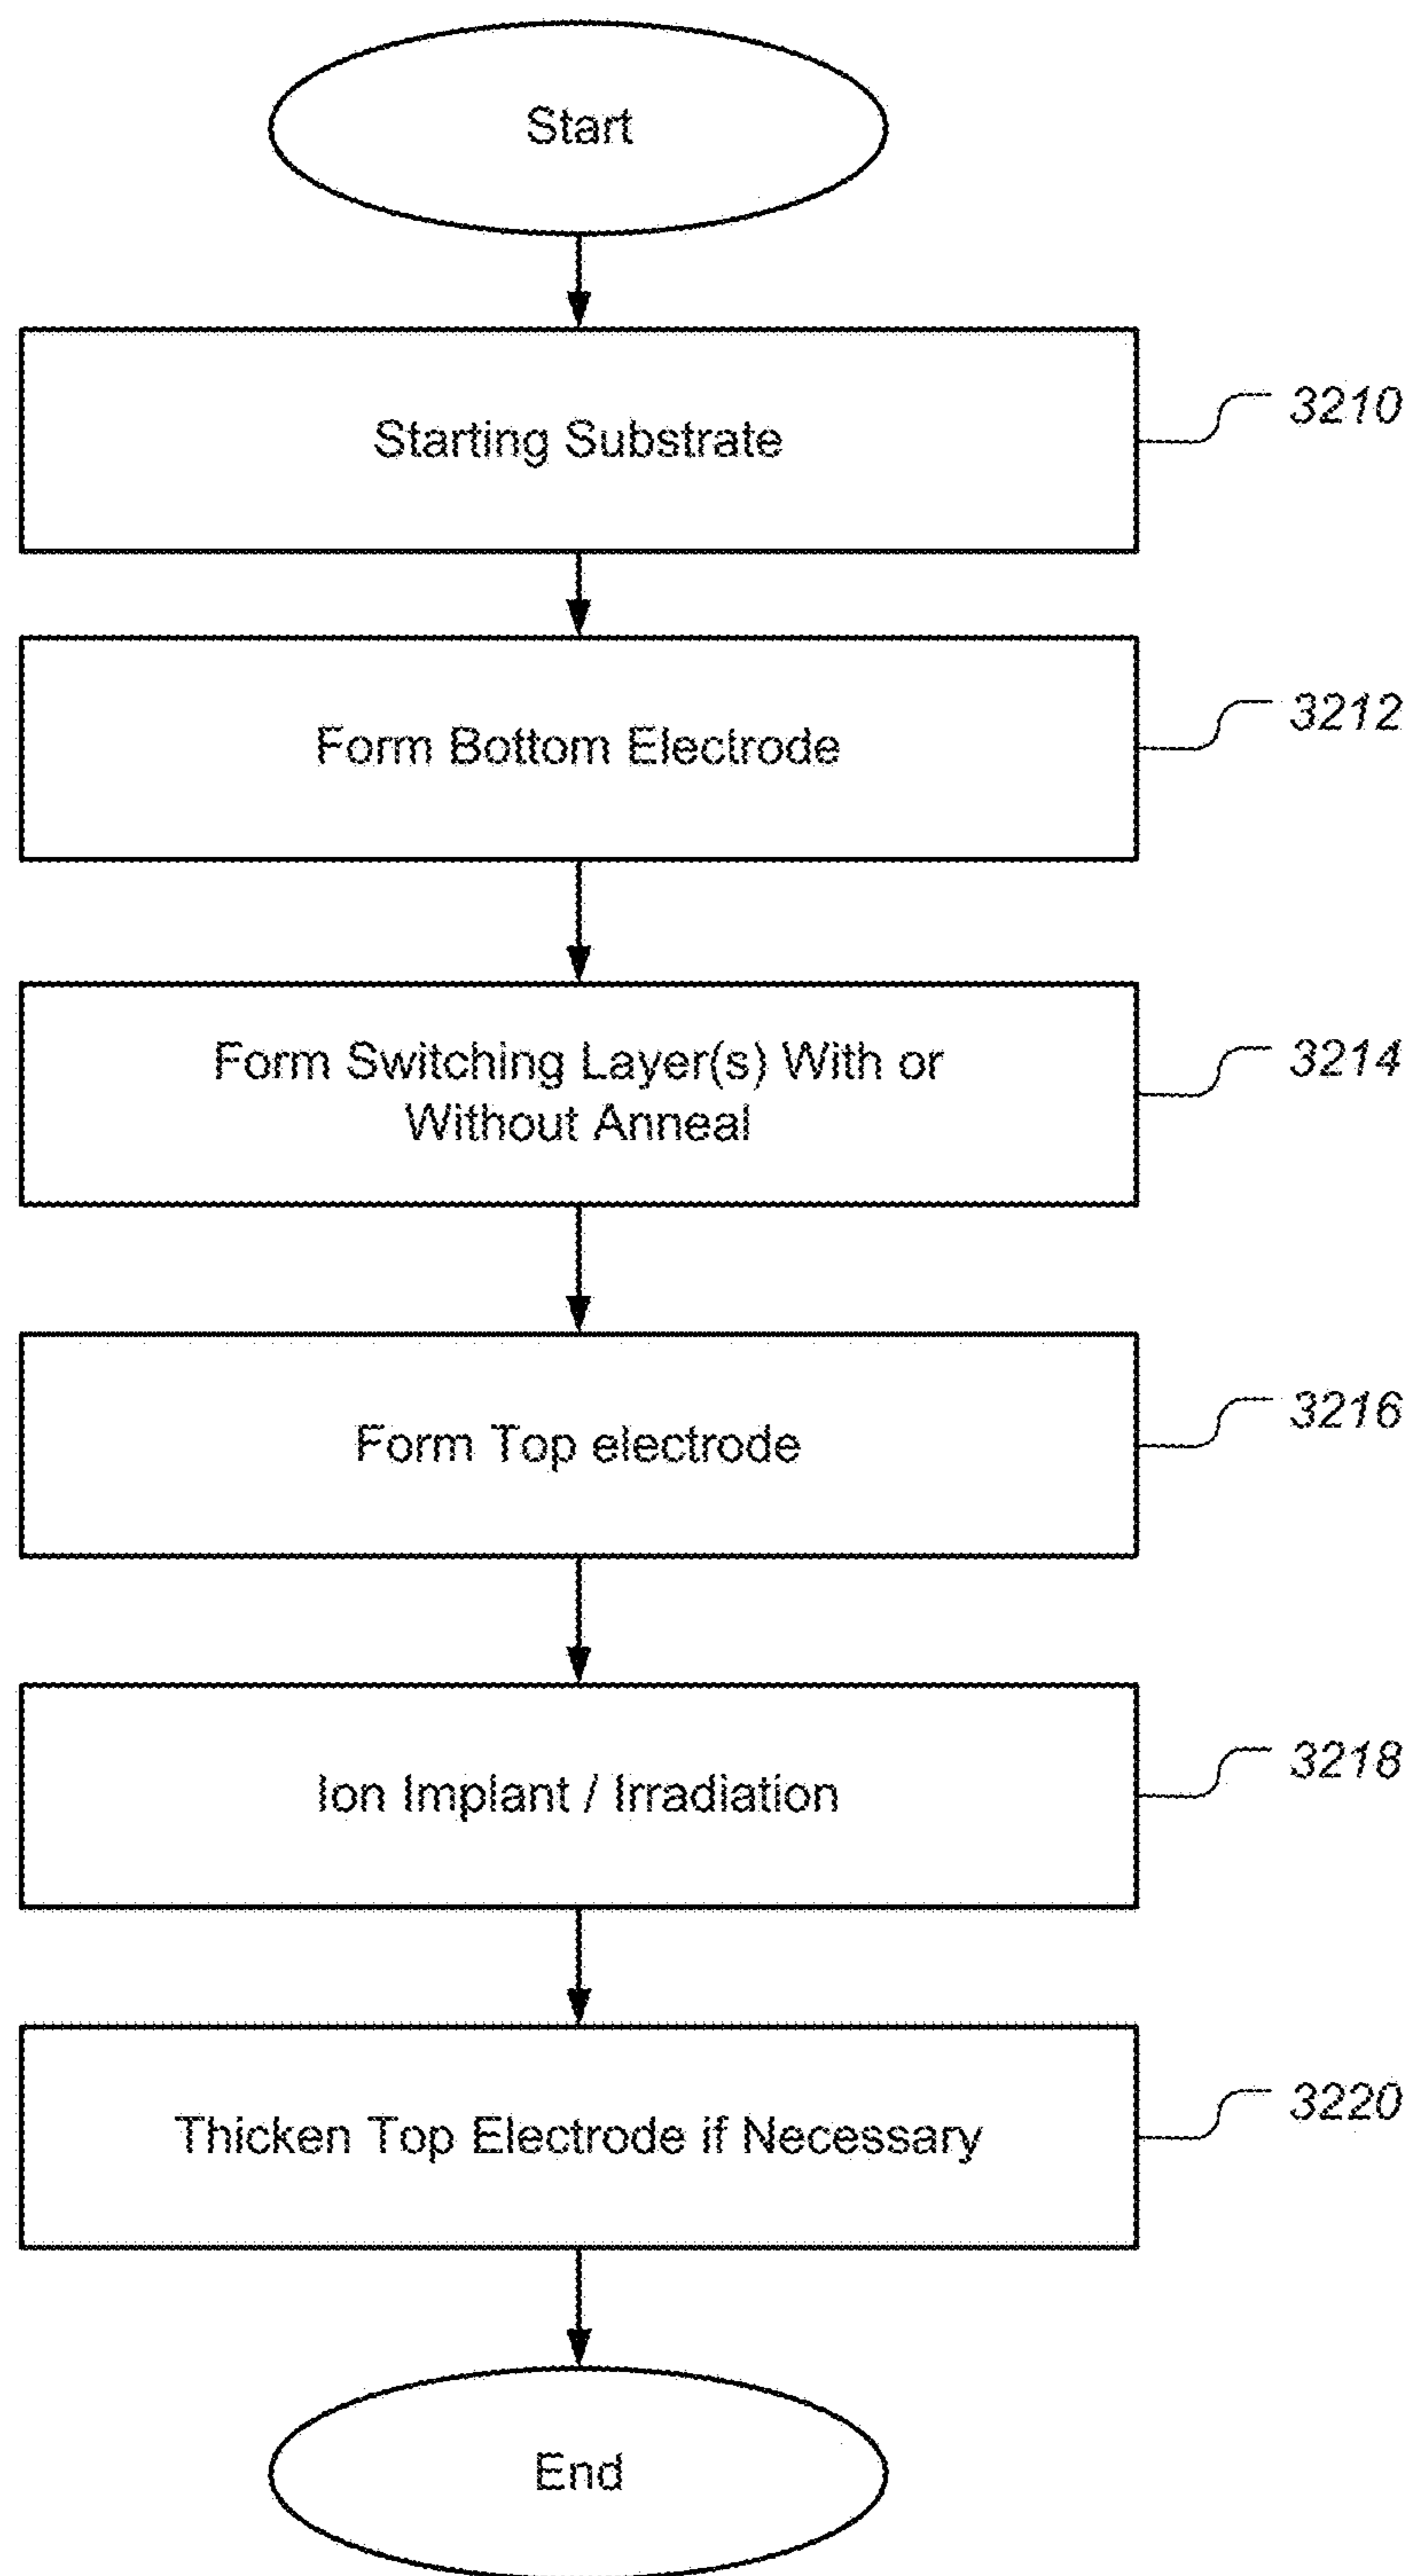 Start
Starting Substrate
3210
Form Bottom Electrode
3212
Form Switching Layer(s) With or
Without Anneal
3214
Form Top electrode
3216
Ion Implant / Irradiation
3218
Thicken Top Electrode if Necessary
3220
End